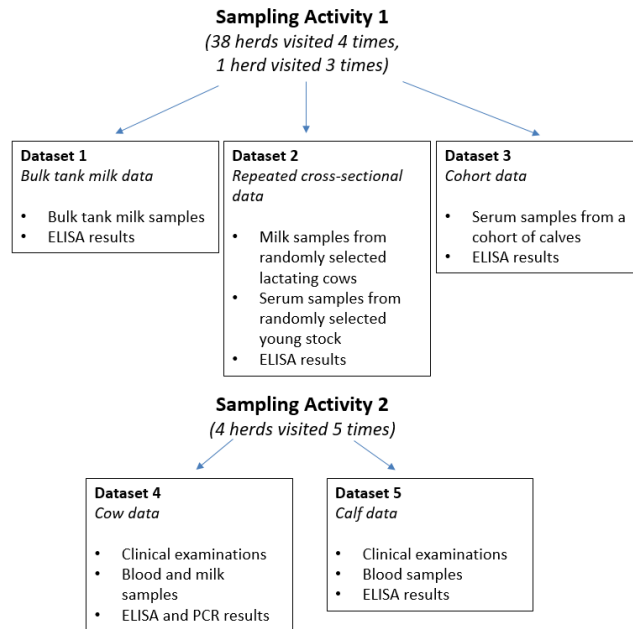 Sampling Activity 1
(38 herds visited 4 times,
1 herd visited 3 times)
Dataset 1
Bulk tank milk data
• Bulk tank milk samples
• ELISA results
Dataset 2
Repeated cross-sectional
data
• Milk samples from
randomly selected
lactating cows
• Serum samples from
randomly selected
young stock
• ELISA results
Dataset 3
Cohort data
• Serum samples from a
cohort of calves
• ELISA results
Sampling Activity 2
(4 herds visited 5 times)
Dataset 4
Cow data
• Clinical examinations
• Blood and milk
samples
• ELISA and PCR results
Dataset 5
Calf data
• Clinical examinations
• Blood samples
• ELISA results